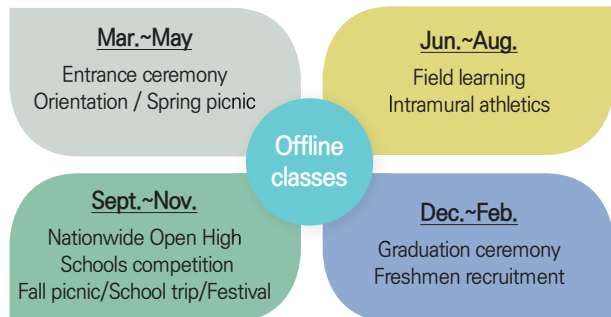 Mar.~May
Entrance ceremony
Orientation / Spring picnic
Jun.~Aug.
Field learning
Intramural athletics
Offline
classes
Sept.~Nov.
Nationwide Open High
Schools competition
Fall picnic/School trip/Festival
Dec.~Feb.
Graduation ceremony
Freshmen recruitment